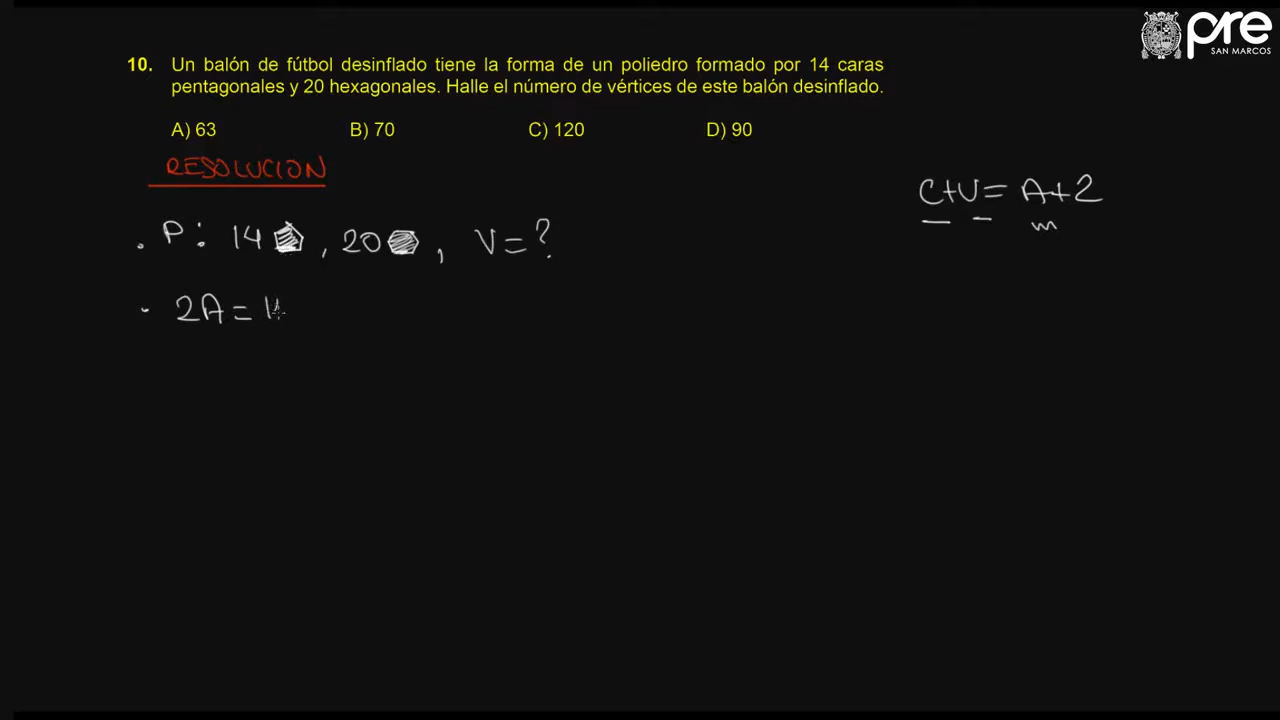 pre
SAN MARCOS
10. Un balón de fútbol desinflado tiene la forma de un poliedro formado por 14 caras
pentagonales y 20 hexagonales. Halle el número de vértices de este balón desinflado.
A) 63 B) 70 C) 120 D) 90
RESOLUCION
C+V= A+2
m
. P: 14 , 20 , V=?
. 2A= 14